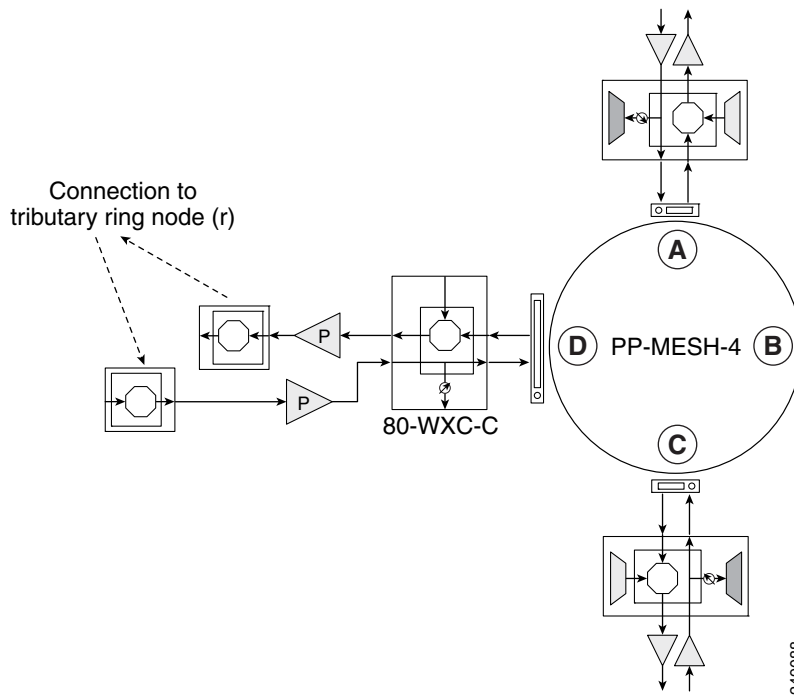 Connection to
tributary ring node (r)
A
P
D PP-MESH-4 B
P
80-WXC-C
C